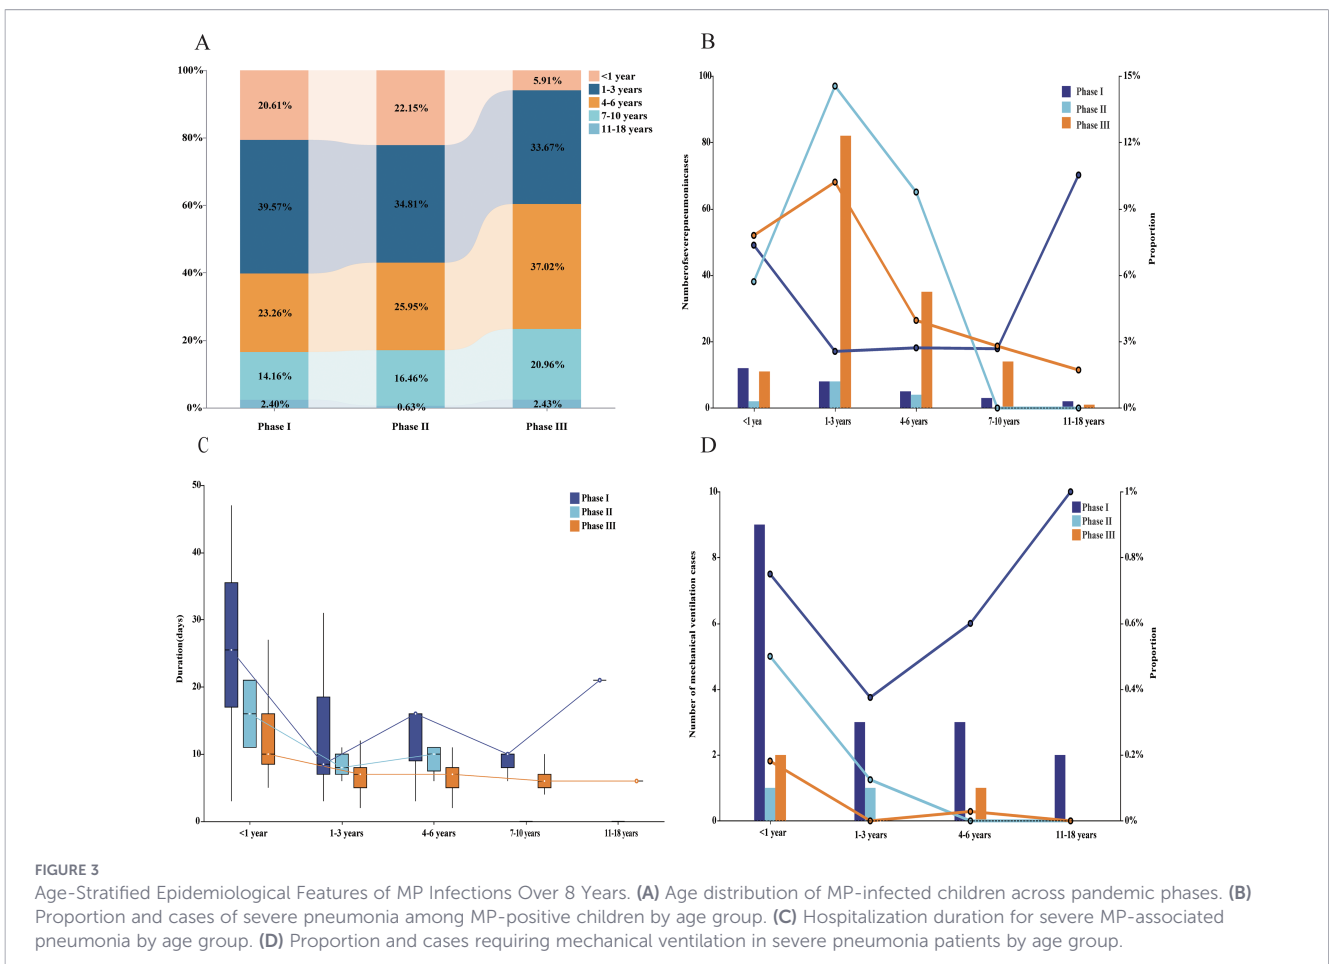 A
100%
80%
60%
40%
20%
0%
20.61%
39.57%
23.26%
14.16%
2.40%
22.15%
34.81%
25.95%
16.46%
0.63%
5.91%
33.67%
37.02%
20.96%
2.43%
<1 year
1-3 years
4-6 years
7-10 years
11-18 years
Phase I
Phase II
Phase III
B
Numberofseverepneumoniacases
100
80
60
40
20
0
15%
12%
9%
6%
3%
0%
Proportion
Phase I
Phase II
Phase III
<1 yea
1-3 years
4-6 years
7-10 years
11-18 years
C
Duration(days)
50
40
30
20
10
0
Phase I
Phase II
Phase III
<1 year
1-3 years
4-6 years
7-10 years
11-18 years
D
Number of mechanical ventilation cases
10
8
6
4
2
0
1%
0.8%
0.6%
0.4%
0.2%
0%
Proportion
Phase I
Phase II
Phase III
<1 year
1-3 years
4-6 years
11-18 years
FIGURE 3
Age-Stratified Epidemiological Features of MP Infections Over 8 Years. (A) Age distribution of MP-infected children across pandemic phases. (B)
Proportion and cases of severe pneumonia among MP-positive children by age group. (C) Hospitalization duration for severe MP-associated
pneumonia by age group. (D) Proportion and cases requiring mechanical ventilation in severe pneumonia patients by age group.